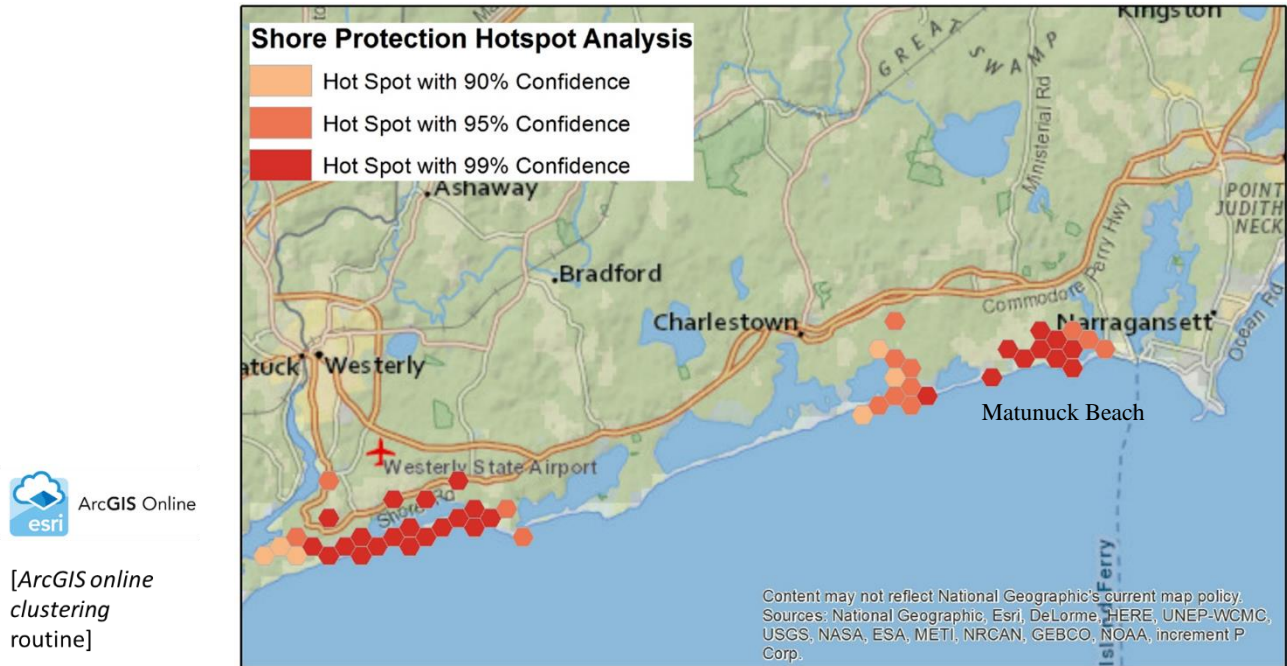 Shore Protection Hotspot Analysis
Hot Spot with 90% Confidence
Hot Spot with 95% Confidence
Hot Spot with 99% Confidence
Kingston
GREAT
SWAMP
Ministerial Rd
Ashaway
POINT
JUDITH
NECK
Bradford
Commodore Perry Hwy
Charlestown
Narragansett
Ocean Rd
atuck
Westerly
Matunuck Beach
Westerly State Airport
Shore Rd
esri
ArcGIS Online
[ArcGIS online
clustering
routine]
Island Ferry
Content may not reflect National Geographic's current map policy.
Sources: National Geographic, Esri, DeLorme, HERE, UNEP-WCMC,
USGS, NASA, ESA, METI, NRCAN, GEBCO, NOAA, increment P
Corp.